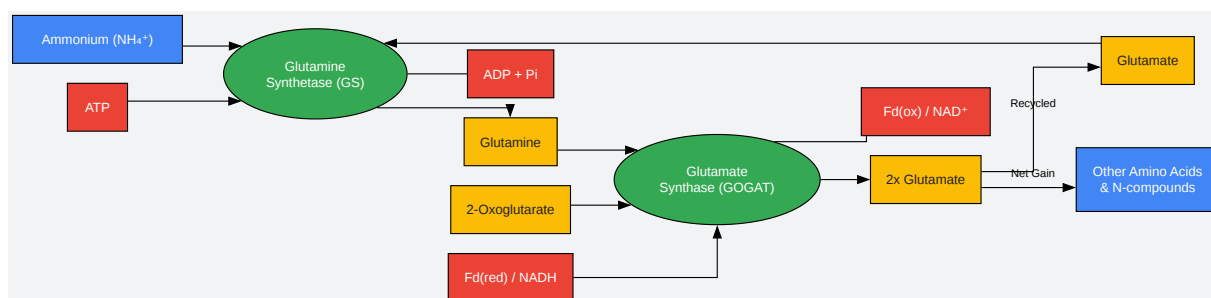 Ammonium (NH₄⁺)
ATP
Glutamine
Synthetase (GS)
ADP + Pi
Glutamine
2-Oxoglutarate
Fd(red) / NADH
Glutamate
Synthase (GOGAT)
Fd(ox) / NAD⁺
2x Glutamate
Recycled
Net Gain
Glutamate
Other Amino Acids
& N-compounds